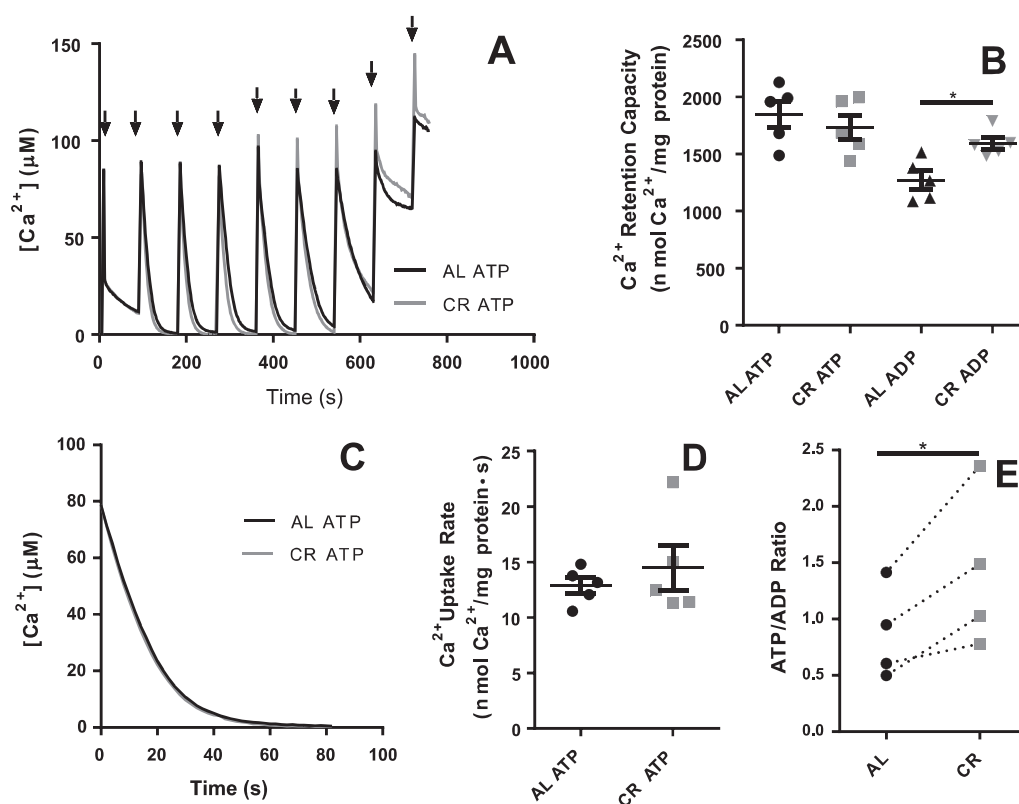 A
150
100
50
0
[Ca²⁺] (μM)
0 200 400 600 800 1000
Time (s)
AL ATP
CR ATP
B
2500
2000
1500
1000
500
0
Ca²⁺ Retention Capacity
(n mol Ca²⁺/mg protein)
*
AL ATP
CR ATP
AL ADP
CR ADP
C
100
80
60
40
20
0
[Ca²⁺] (μM)
0 20 40 60 80 100
Time (s)
AL ATP
CR ATP
D
25
20
15
10
5
0
Ca²⁺Uptake Rate
(n mol Ca²⁺/mg protein•s)
AL ATP
CR ATP
E
2.5
2.0
1.5
1.0
0.5
0.0
ATP/ADP Ratio
*
AL
CR